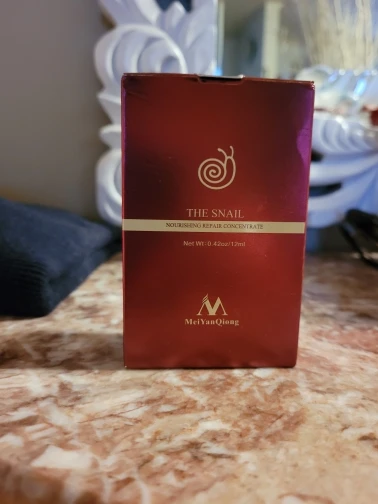 THE SNAIL
NOURISHING REPAIR CONCENTRATE
Net Wt: 0.42oz/12ml
MeiYanQiong